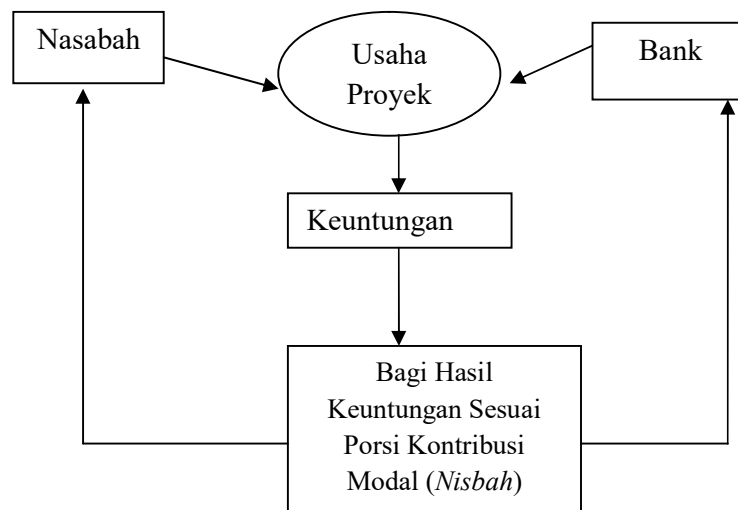 Nasabah
Usaha
Proyek
Bank
Keuntungan
Bagi Hasil
Keuntungan Sesuai
Porsi Kontribusi
Modal (Nisbah)